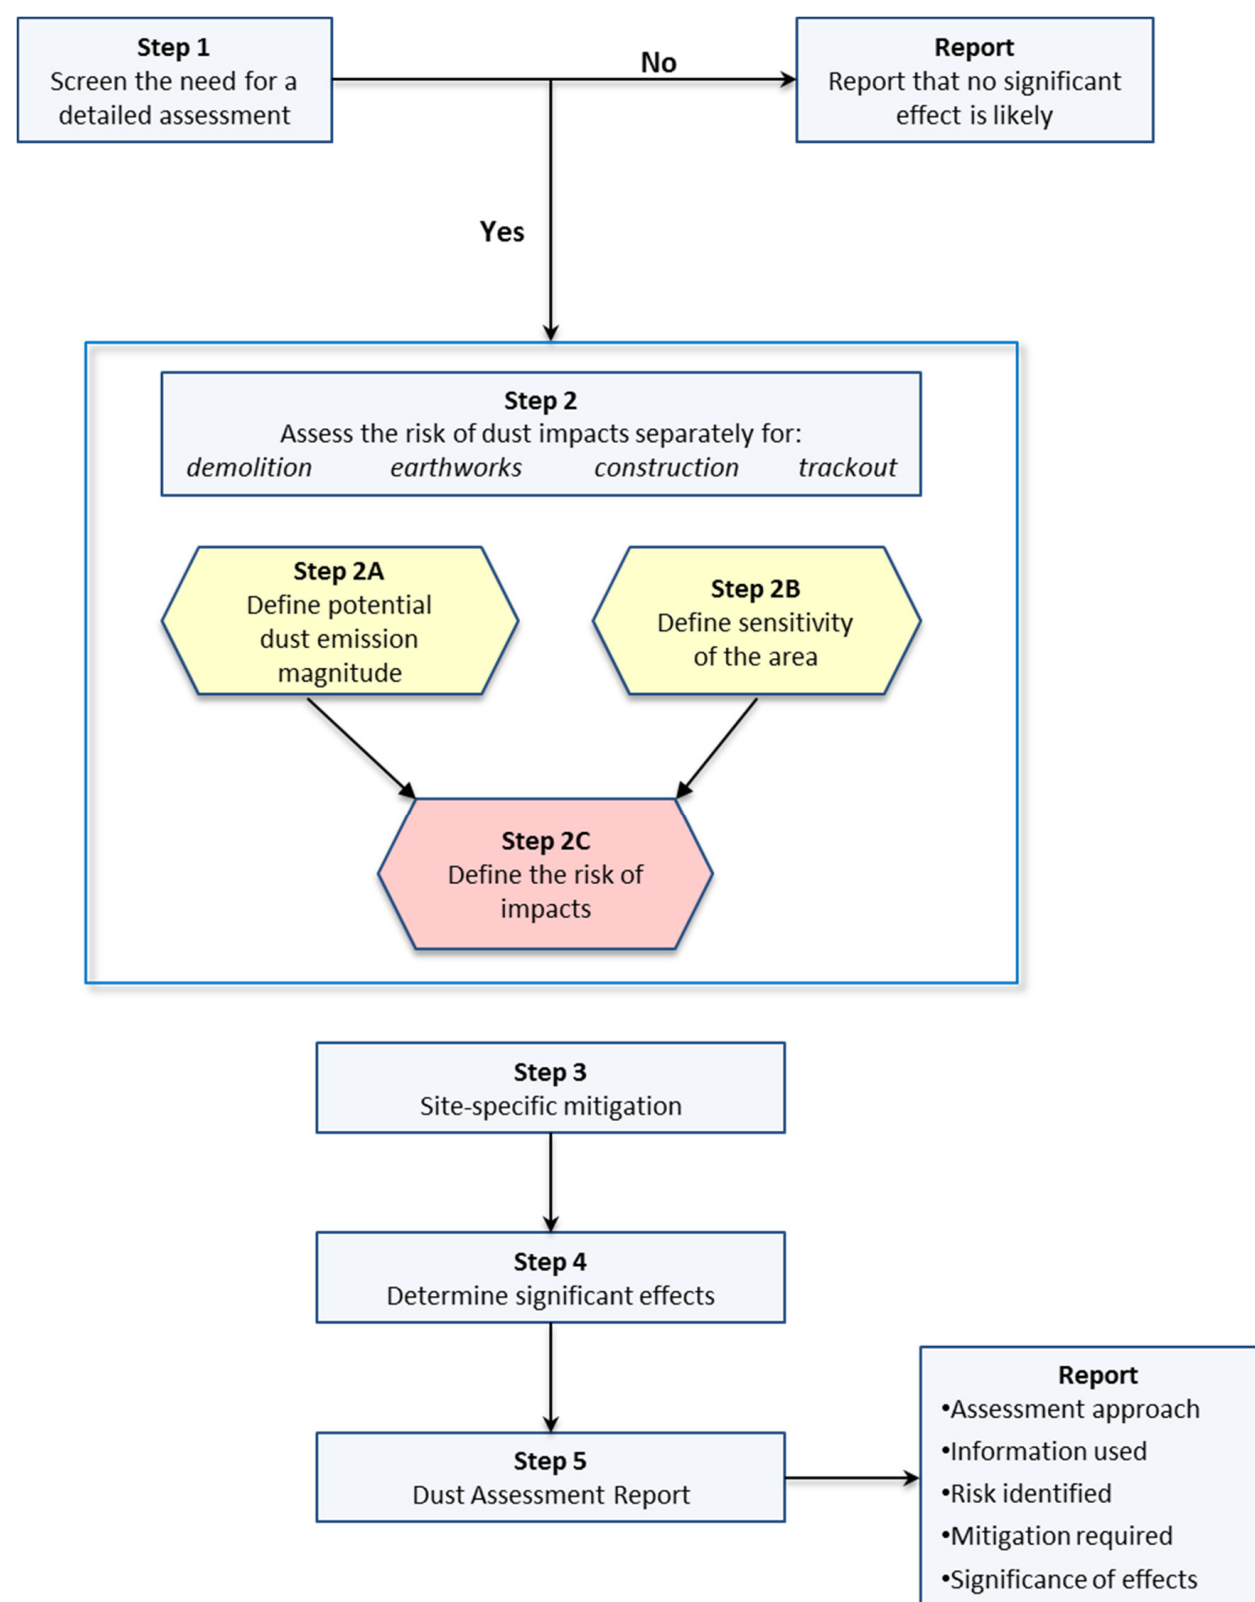 Step 1
Screen the need for a
detailed assessment
No
Report
Report that no significant
effect is likely
Yes
Step 2
Assess the risk of dust impacts separately for:
demolition earthworks construction trackout
Step 2A
Define potential
dust emission
magnitude
Step 2B
Define sensitivity
of the area
Step 2C
Define the risk of
impacts
Step 3
Site-specific mitigation
Step 4
Determine significant effects
Step 5
Dust Assessment Report
Report
•Assessment approach
•Information used
•Risk identified
•Mitigation required
•Significance of effects